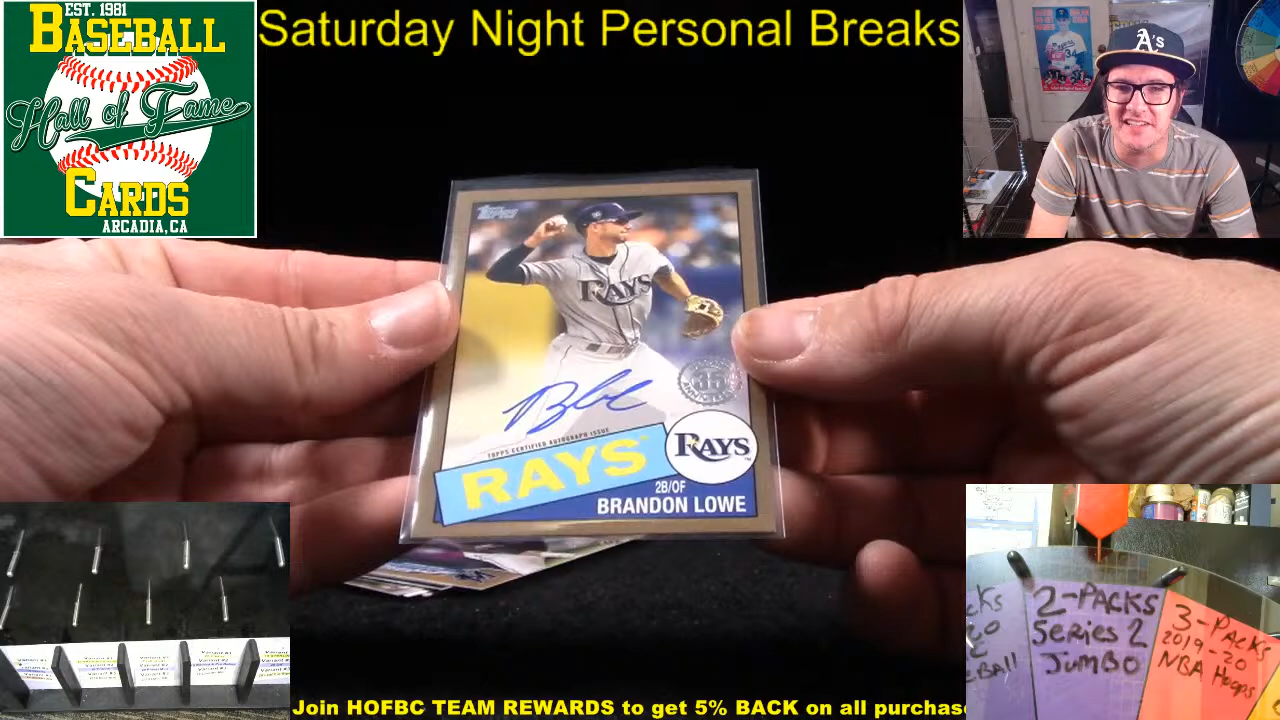 EST. 1981
BASEBALL
Hall of Fame
CARDS
ARCADIA, CA
Saturday Night Personal Breaks
A's
34
Topps
RAYS
35
TOPPS CERTIFIED AUTOGRAPH ISSUE
RAYS
RAYS
2B/OF
BRANDON LOWE
2-PACKS
SERIES 2
JUMBO
3-PACKS
2019-20
NBA Hoops
Join HOFBC TEAM REWARDS to get 5% BACK on all purchas